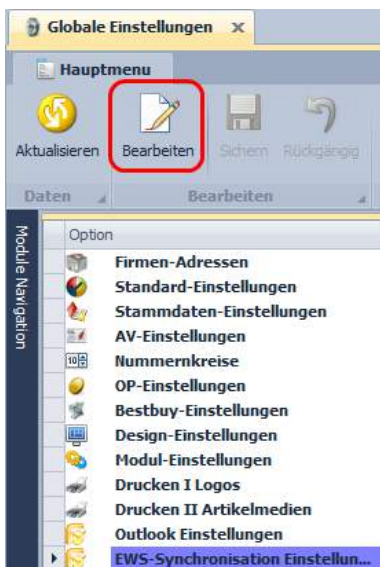 Globale Einstellungen x
Hauptmenu
Aktualisieren Bearbeiten Sichern Rückgängig
Daten Bearbeiten
Module Navigation
Option
Firmen-Adressen
Standard-Einstellungen
Stammdaten-Einstellungen
AV-Einstellungen
10 Nummernkreise
OP-Einstellungen
Bestbuy-Einstellungen
Design-Einstellungen
Modul-Einstellungen
Drucken I Logos
Drucken II Artikelmedien
Outlook Einstellungen
EWS-Synchronisation Einstellun...